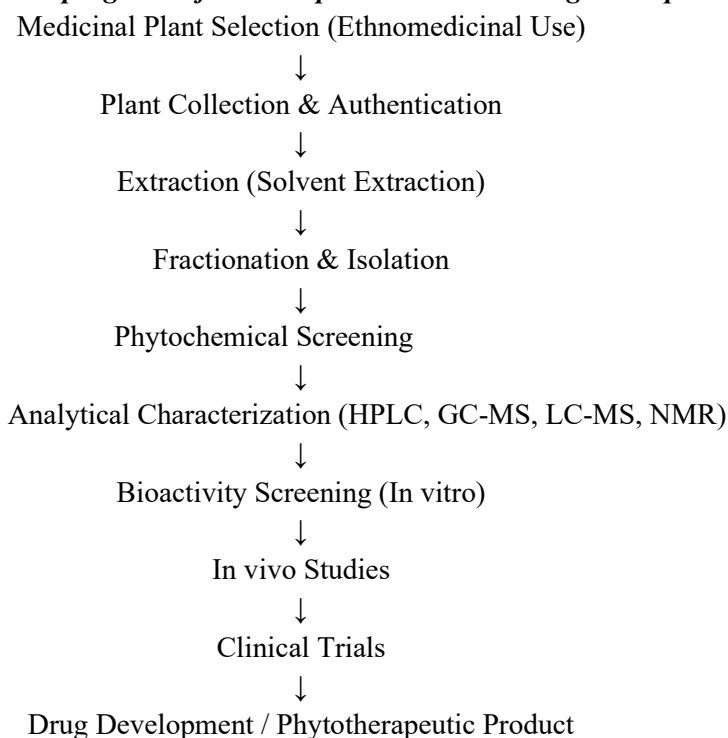 Medicinal Plant Selection (Ethnomedicinal Use)
↓
Plant Collection & Authentication
↓
Extraction (Solvent Extraction)
↓
Fractionation & Isolation
↓
Phytochemical Screening
↓
Analytical Characterization (HPLC, GC-MS, LC-MS, NMR)
↓
Bioactivity Screening (In vitro)
↓
In vivo Studies
↓
Clinical Trials
↓
Drug Development / Phytotherapeutic Product